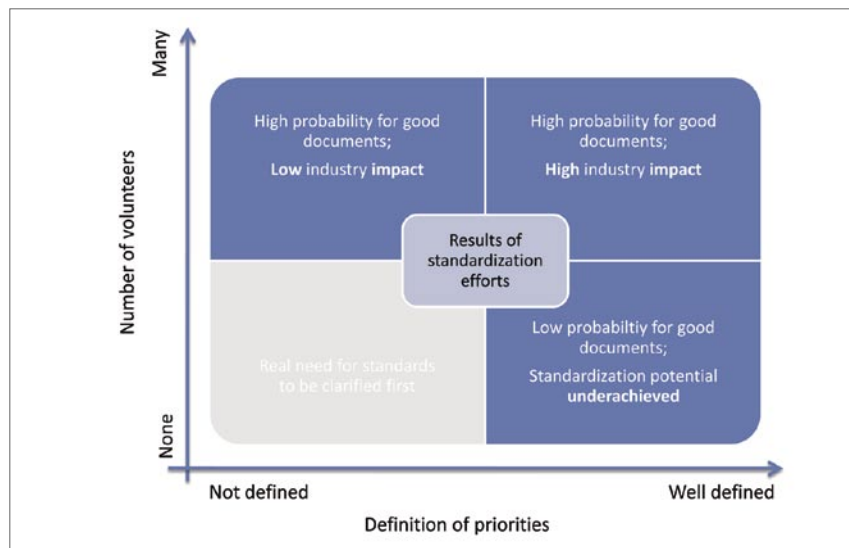 Many
Number of volunteers
None
High probability for good
documents;
Low industry impact
High probability for good
documents;
High industry impact
Results of
standardization
efforts
Real need for standards
to be clarified first
Low probabiltiy for good
documents;
Standardization potential
underachieved
Not defined
Well defined
Definition of priorities